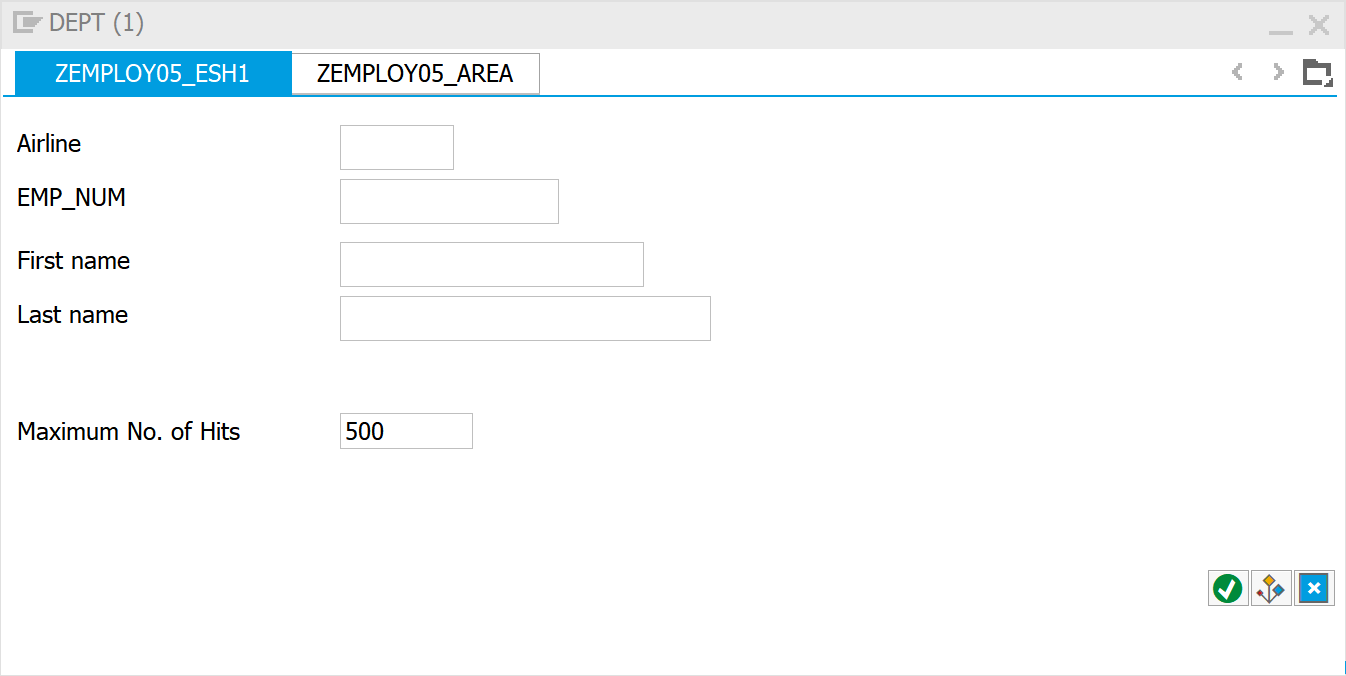 DEPT (1)
ZEMPLOY05_ESH1 ZEMPLOY05_AREA
Airline
EMP_NUM
First name
Last name
Maximum No. of Hits 500